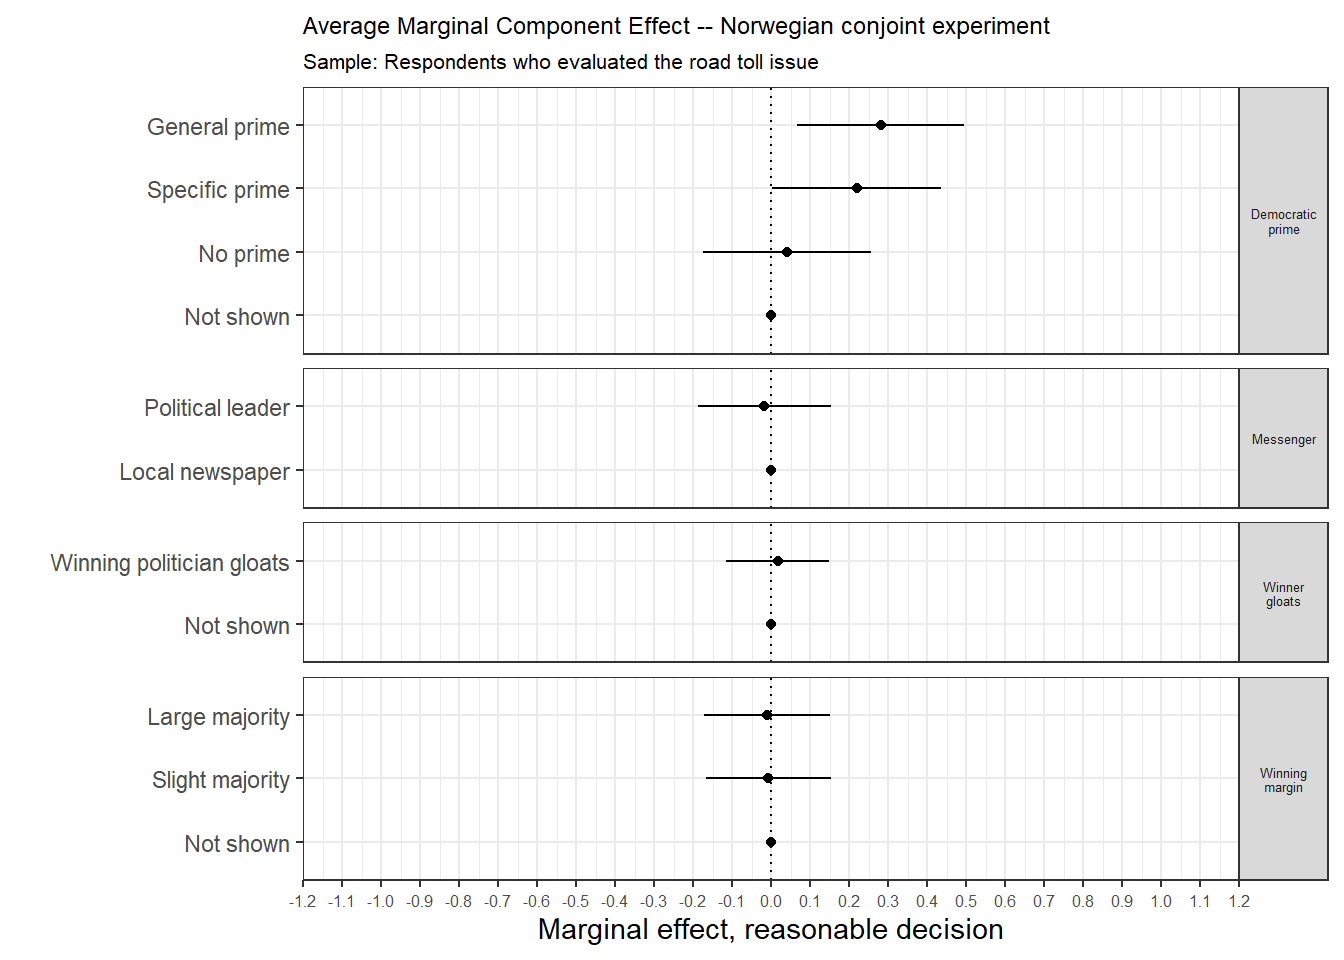 Average Marginal Component Effect -- Norwegian conjoint experiment
Sample: Respondents who evaluated the road toll issue
General prime
Specific prime
No prime
Not shown
Democratic
prime
Political leader
Local newspaper
Messenger
Winning politician gloats
Not shown
Winner
gloats
Large majority
Slight majority
Not shown
Winning
margin
-1.2 -1.1 -1.0 -0.9 -0.8 -0.7 -0.6 -0.5 -0.4 -0.3 -0.2 -0.1 0.0 0.1 0.2 0.3 0.4 0.5 0.6 0.7 0.8 0.9 1.0 1.1 1.2
Marginal effect, reasonable decision